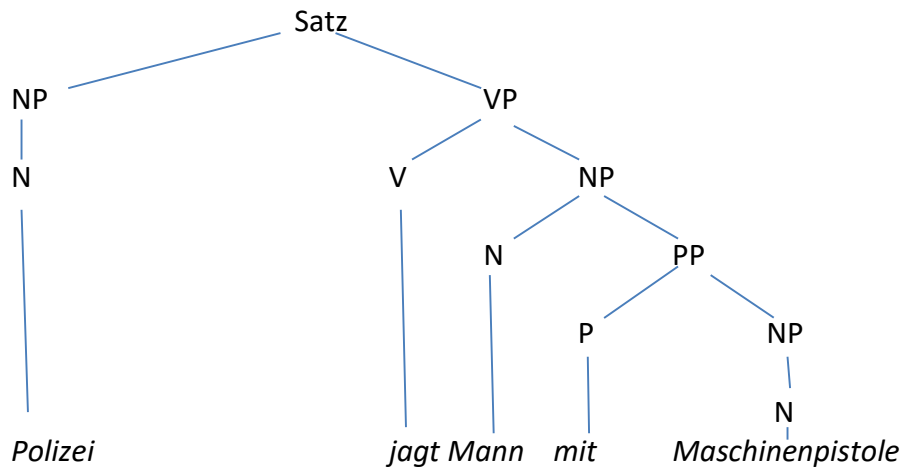 Satz
NP VP
N V NP
N PP
P NP
N
Polizei jagt Mann mit Maschinenpistole